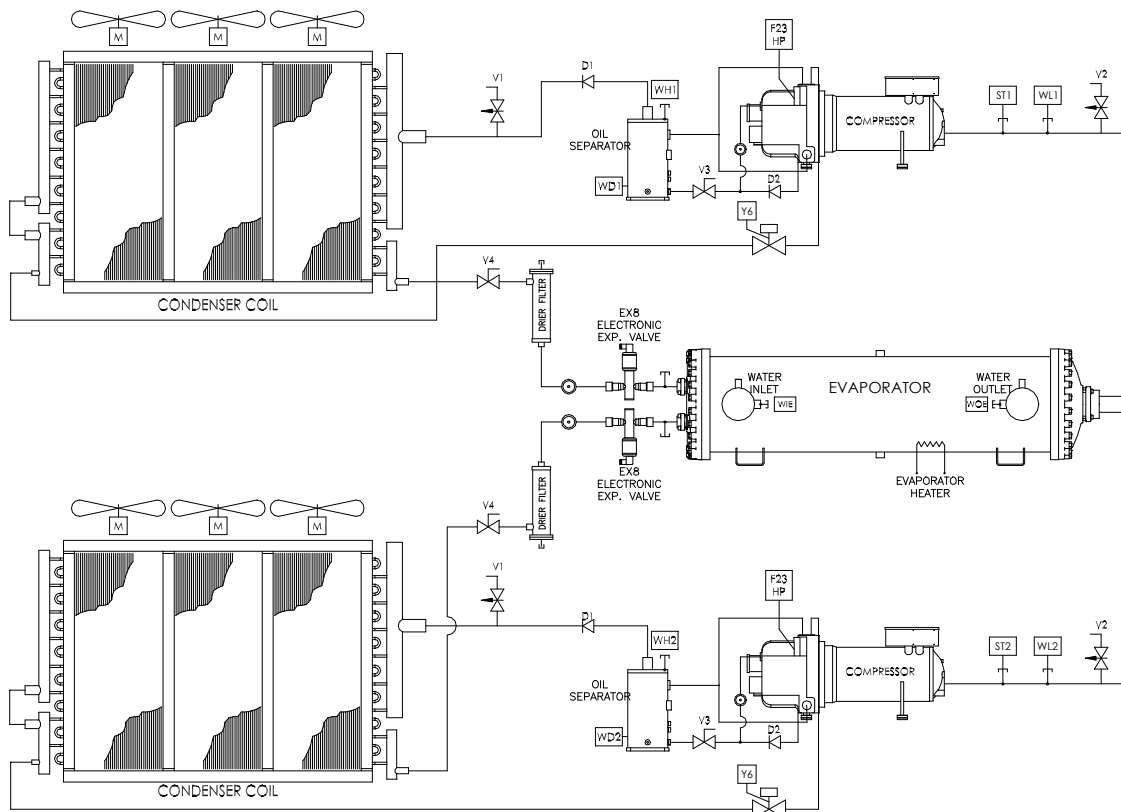 M
M
M
V1
D1
F23
HP
WH1
OIL
SEPARATOR
WD1
V3
D2
COMPRESSOR
ST1
WL1
V2
Y6
CONDENSER COIL
V4
DRIER FILTER
EX8
ELECTRONIC
EXP. VALVE
WATER
INLET
WIE
EVAPORATOR
WATER
OUTLET
WOE
EVAPORATOR
HEATER
EX8
ELECTRONIC
EXP. VALVE
DRIER FILTER
V4
M
M
M
V1
D1
F23
HP
WH2
OIL
SEPARATOR
WD2
V3
D2
COMPRESSOR
ST2
WL2
V2
Y6
CONDENSER COIL